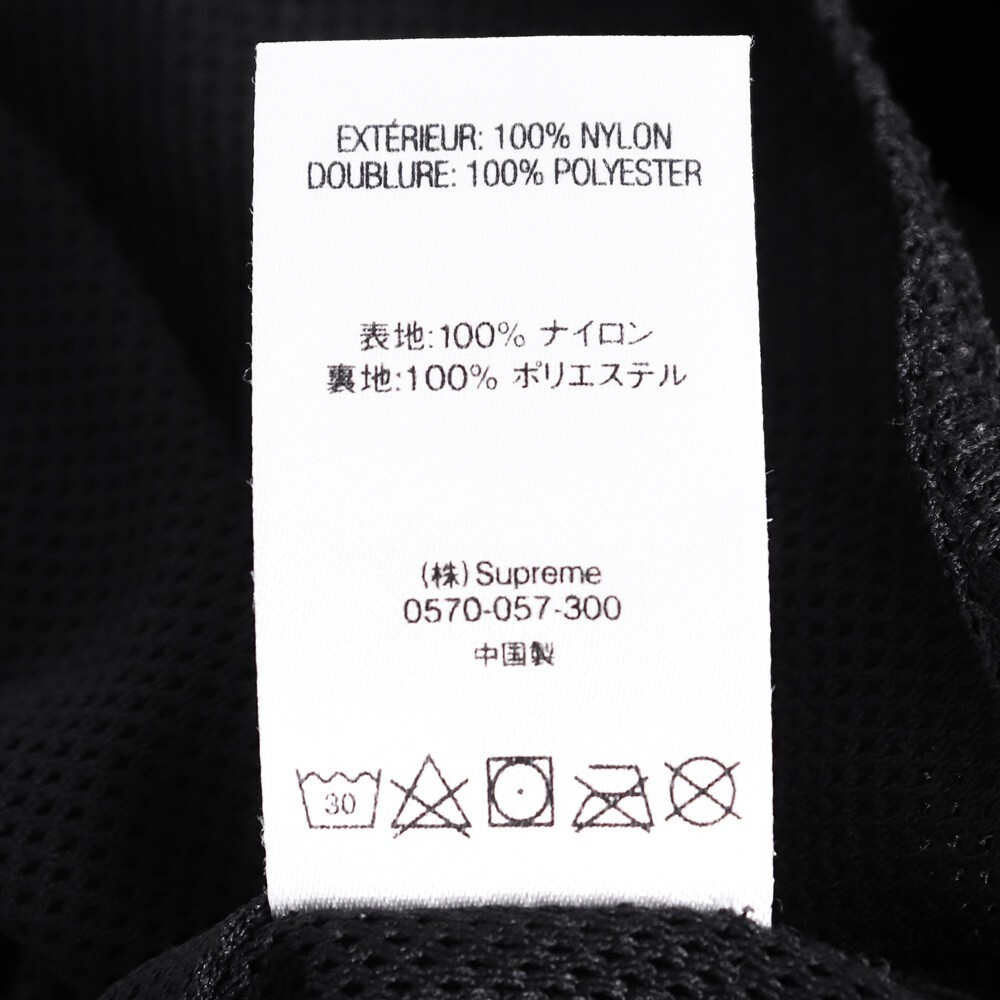 EXTÉRIEUR: 100% NYLON
DOUBLURE: 100% POLYESTER
表地:100% ナイロン
裏地:100% ポリエステル
(株)Supreme
0570-057-300
中国製
30